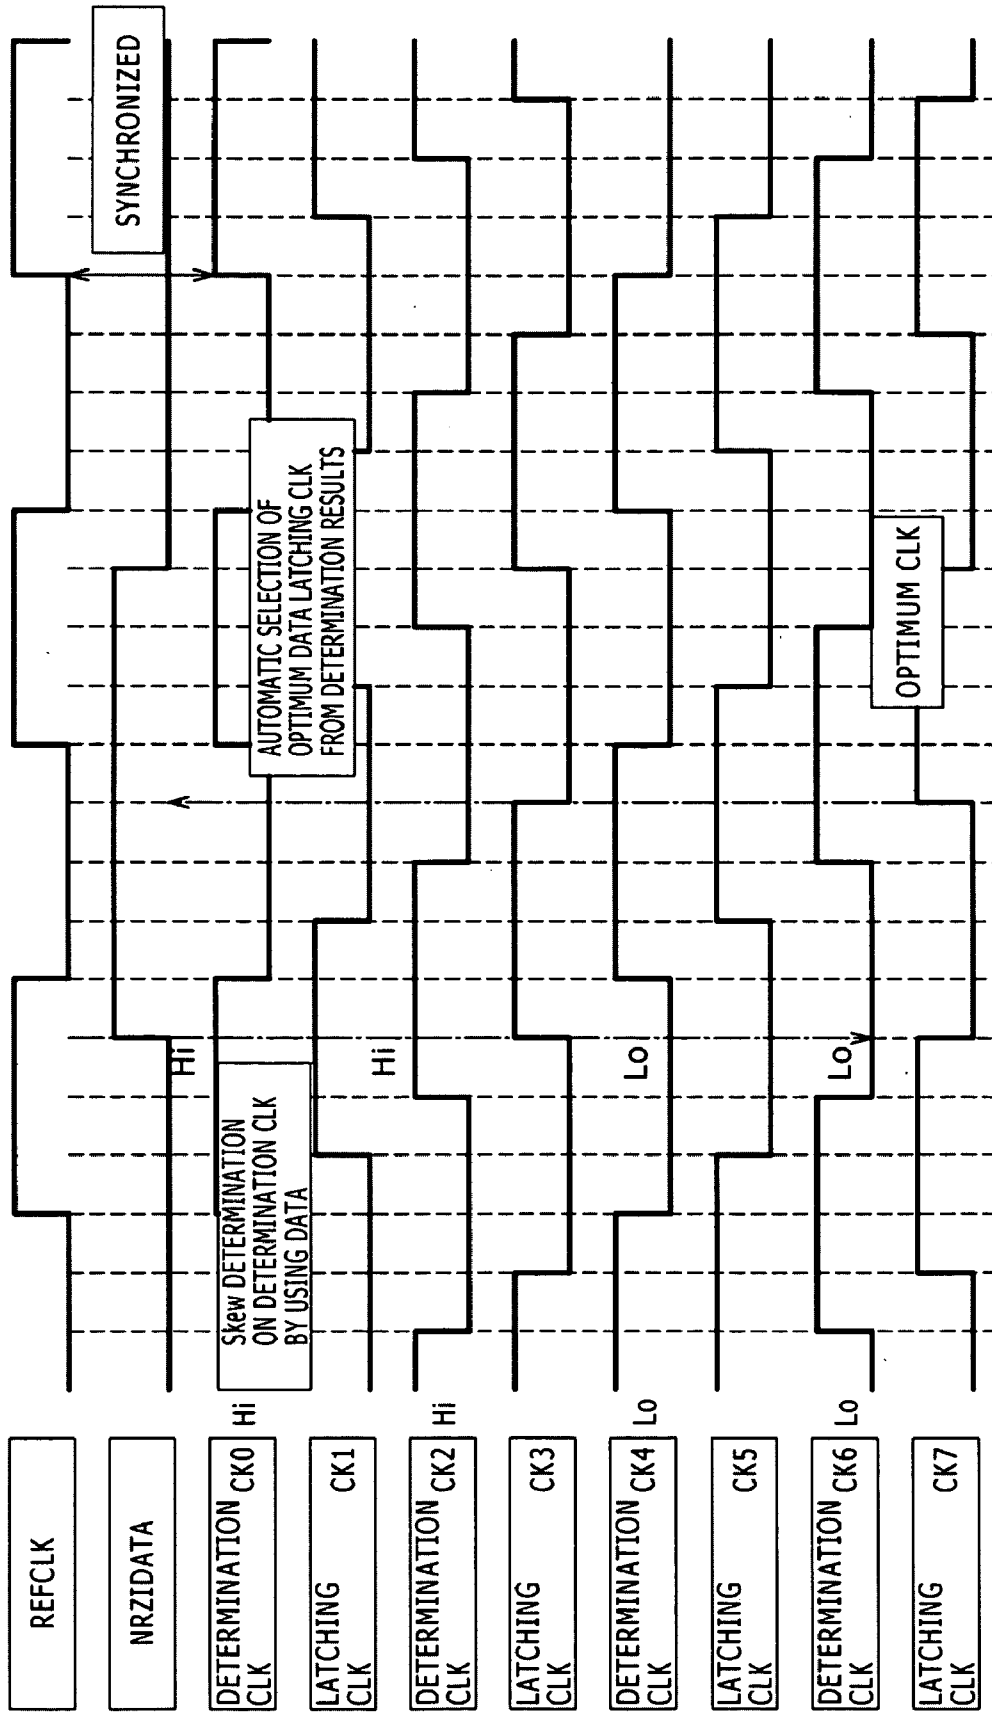 REFCLK
NRZIDATA
DETERMINATION
CLK
CK0
Hi
LATCHING
CLK
CK1
DETERMINATION
CLK
CK2
Hi
LATCHING
CLK
CK3
DETERMINATION
CLK
CK4
Lo
LATCHING
CLK
CK5
DETERMINATION
CLK
CK6
Lo
LATCHING
CLK
CK7
Skew DETERMINATION
ON DETERMINATION CLK
BY USING DATA
Hi
Hi
Lo
Lo
AUTOMATIC SELECTION OF
OPTIMUM DATA LATCHING CLK
FROM DETERMINATION RESULTS
OPTIMUM CLK
SYNCHRONIZED